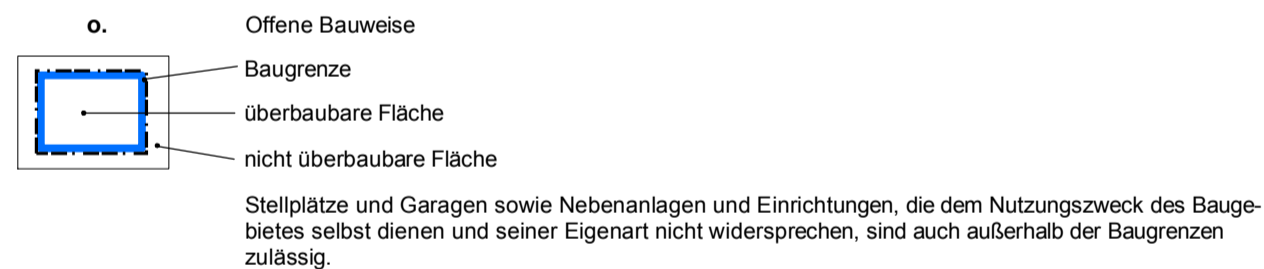 o. Offene Bauweise
Baugrenze
überbaubare Fläche
nicht überbaubare Fläche
Stellplätze und Garagen sowie Nebenanlagen und Einrichtungen, die dem Nutzungszweck des Bauge-
bietes selbst dienen und seiner Eigenart nicht widersprechen, sind auch außerhalb der Baugrenzen
zulässig.